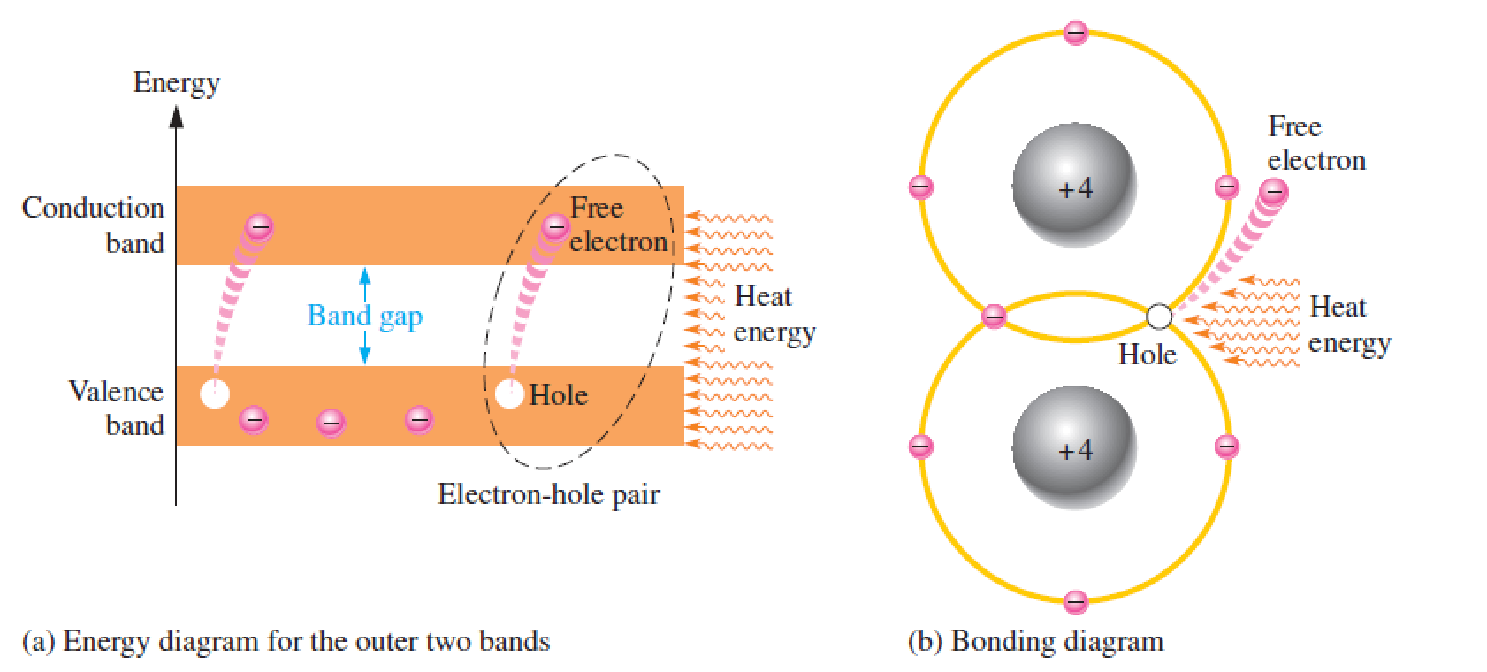 Energy
Conduction
band
Free
electron
Band gap
Heat
energy
Valence
band
Hole
Electron-hole pair
(a) Energy diagram for the outer two bands
+4
Free
electron
Heat
energy
Hole
+4
(b) Bonding diagram